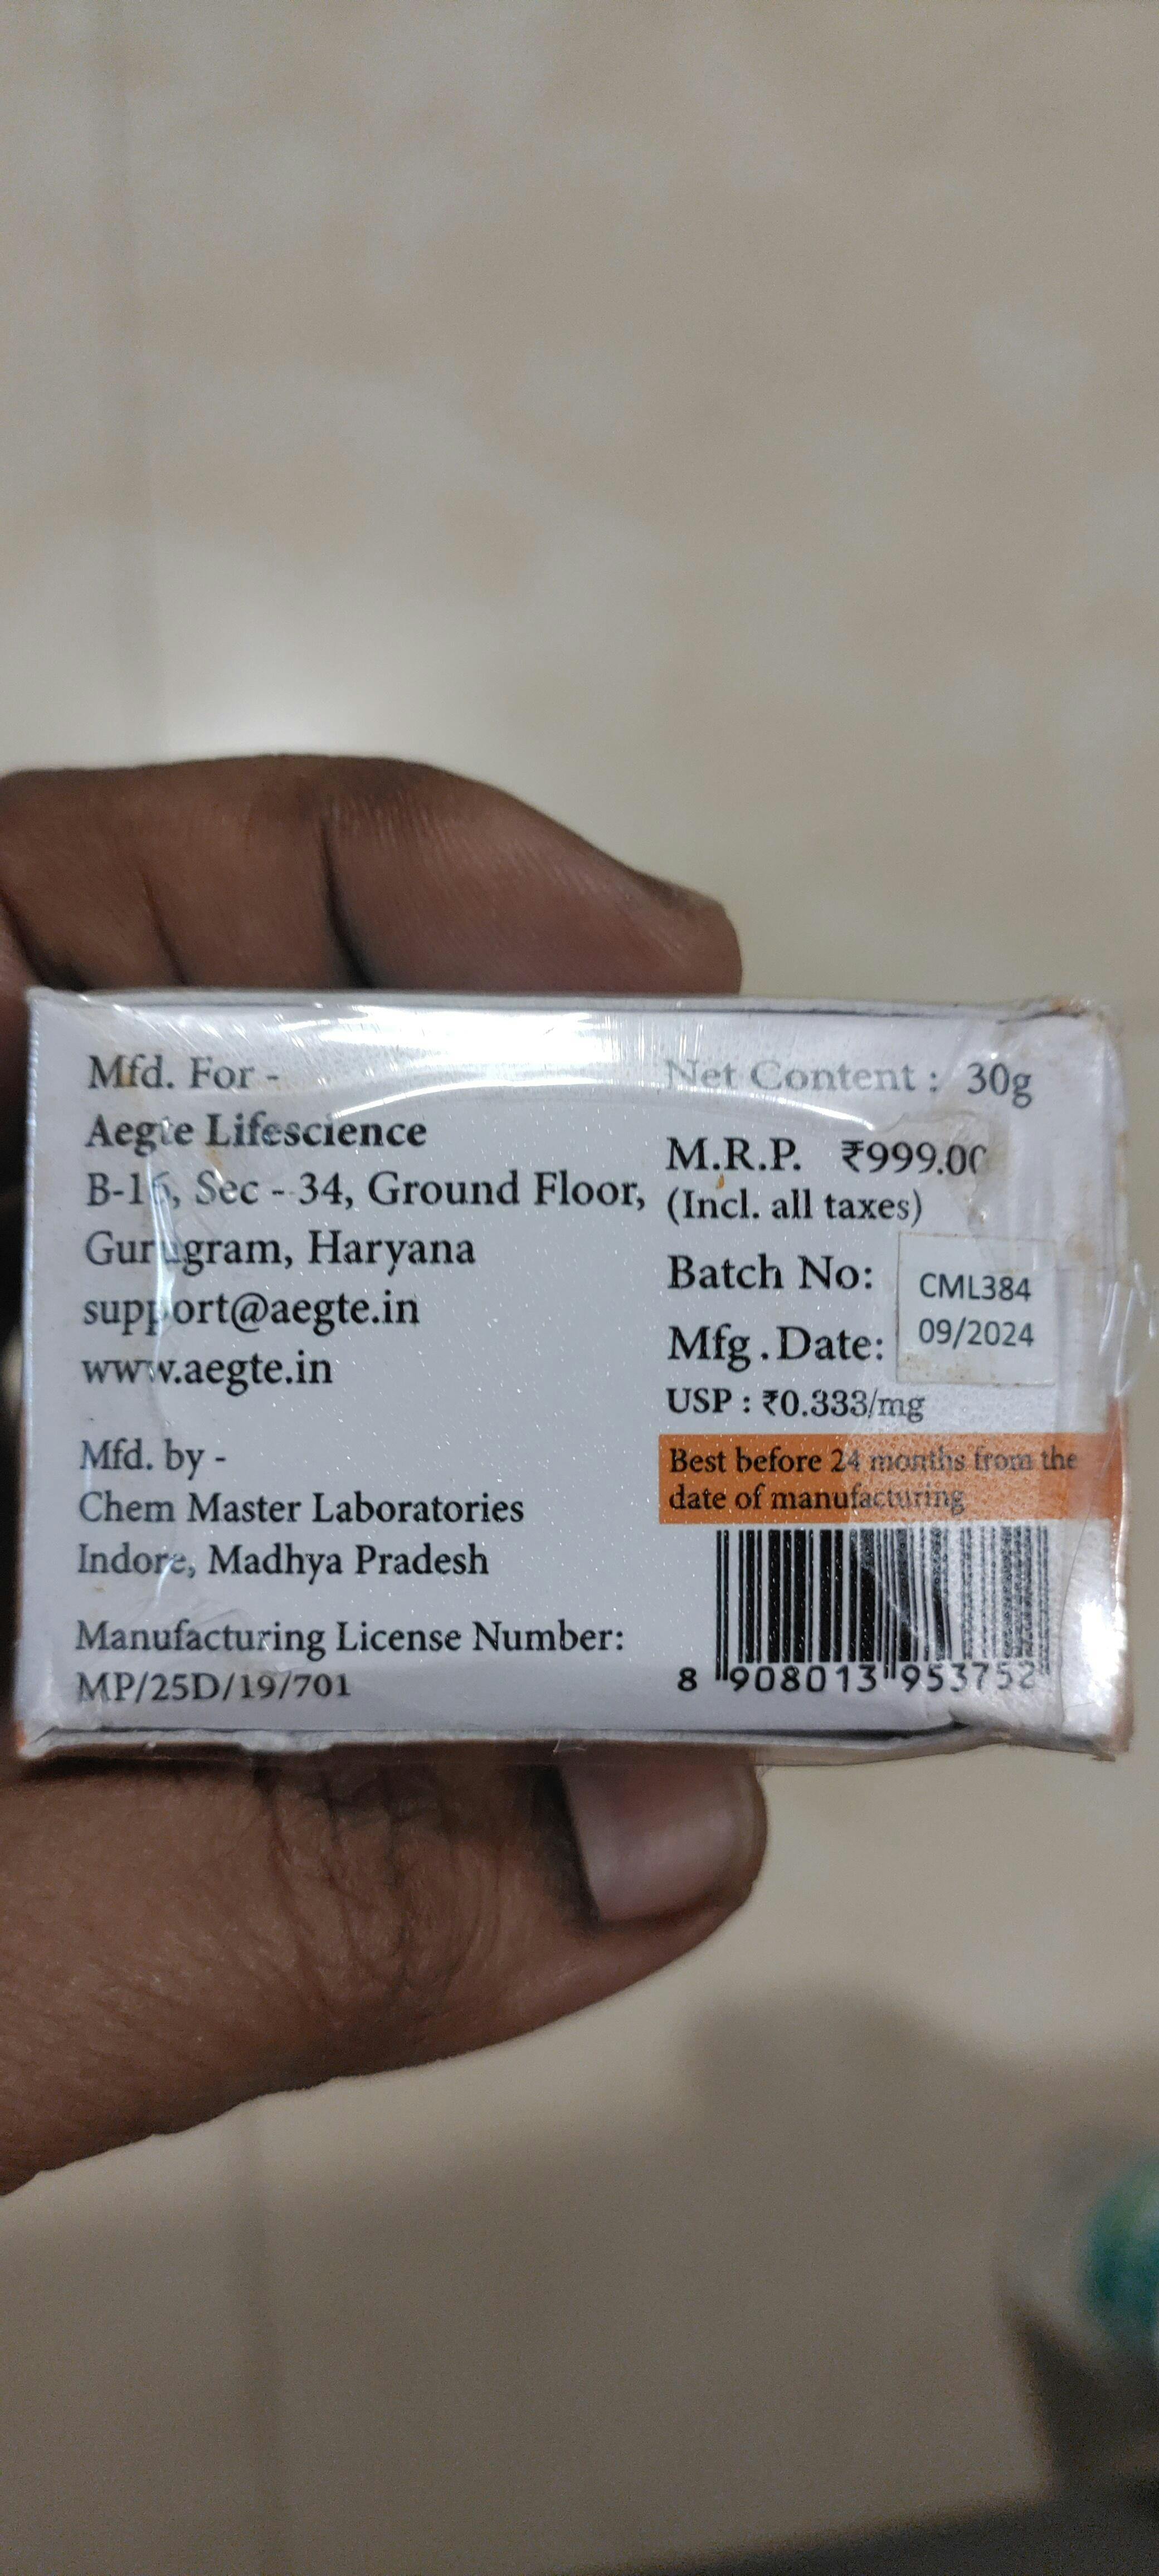 Mfd. For -
Aegte Lifescience
B-16, Sec - 34, Ground Floor,
Gurugram, Haryana
support@aegte.in
www.aegte.in
Mfd. by -
Chem Master Laboratories
Indore, Madhya Pradesh
Manufacturing License Number:
MP/25D/19/701
Net Content : 30g
M.R.P. ₹999.00
(Incl. all taxes)
Batch No: CML384
Mfg . Date: 09/2024
USP : ₹0.333/mg
Best before 24 months from the
date of manufacturing
8 908013 953752